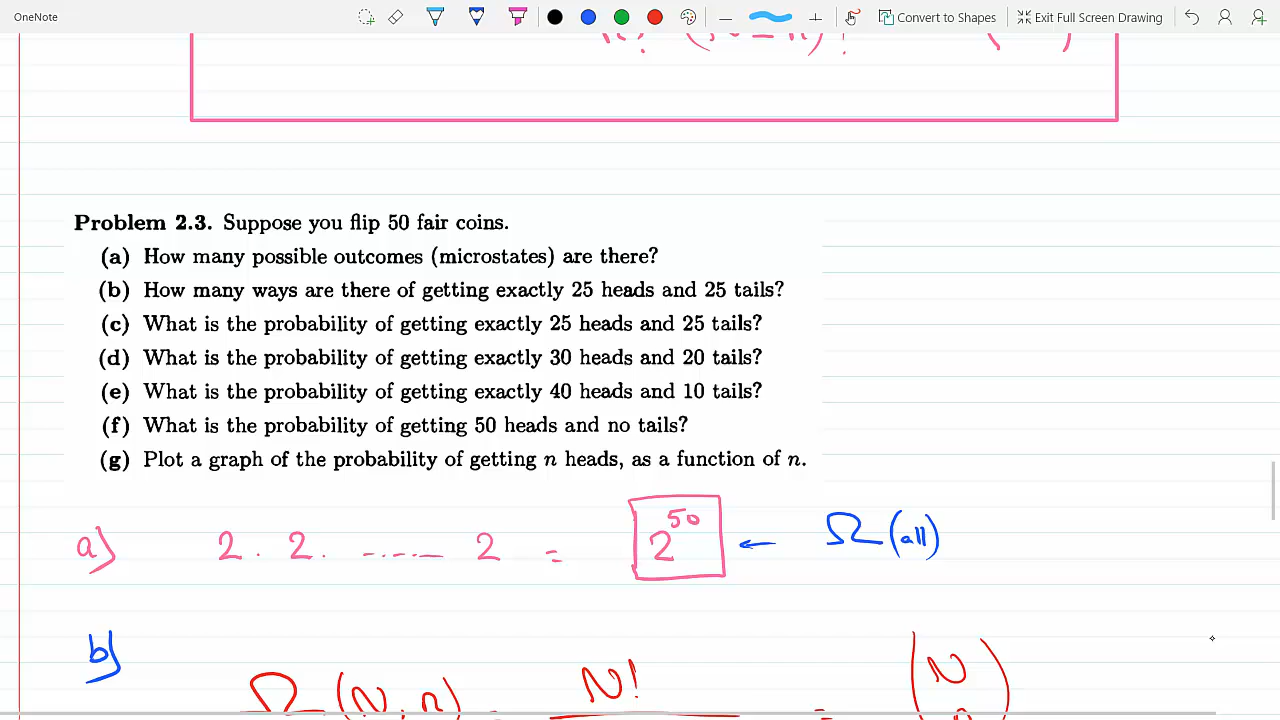 OneNote
Convert to Shapes
Exit Full Screen Drawing
Problem 2.3. Suppose you flip 50 fair coins.
(a) How many possible outcomes (microstates) are there?
(b) How many ways are there of getting exactly 25 heads and 25 tails?
(c) What is the probability of getting exactly 25 heads and 25 tails?
(d) What is the probability of getting exactly 30 heads and 20 tails?
(e) What is the probability of getting exactly 40 heads and 10 tails?
(f) What is the probability of getting 50 heads and no tails?
(g) Plot a graph of the probability of getting n heads, as a function of n.
a) 2 . 2 . ...... 2 = 2^50 ← Ω(all)
b)
Ω (N, n) = N! = (N